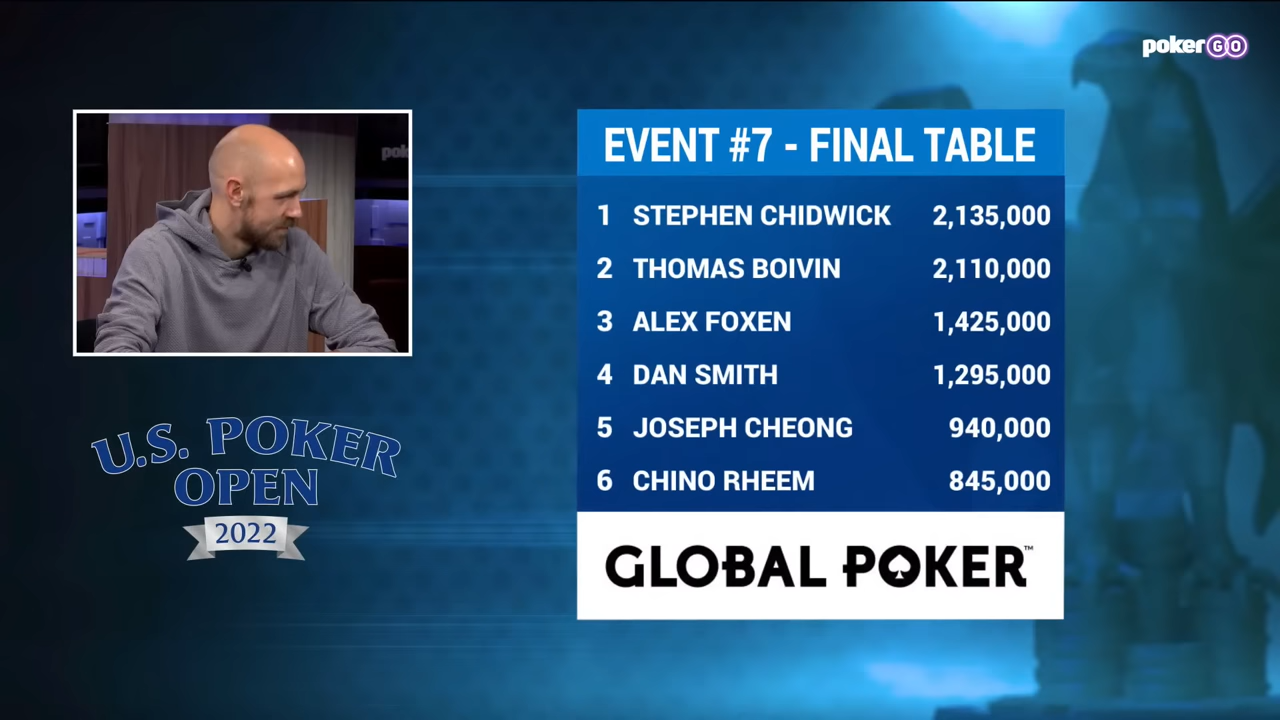 pokerGO
pok
EVENT #7 - FINAL TABLE
1 STEPHEN CHIDWICK 2,135,000
2 THOMAS BOIVIN 2,110,000
3 ALEX FOXEN 1,425,000
4 DAN SMITH 1,295,000
5 JOSEPH CHEONG 940,000
6 CHINO RHEEM 845,000
U.S. POKER
OPEN
2022
GLOBAL POKER™